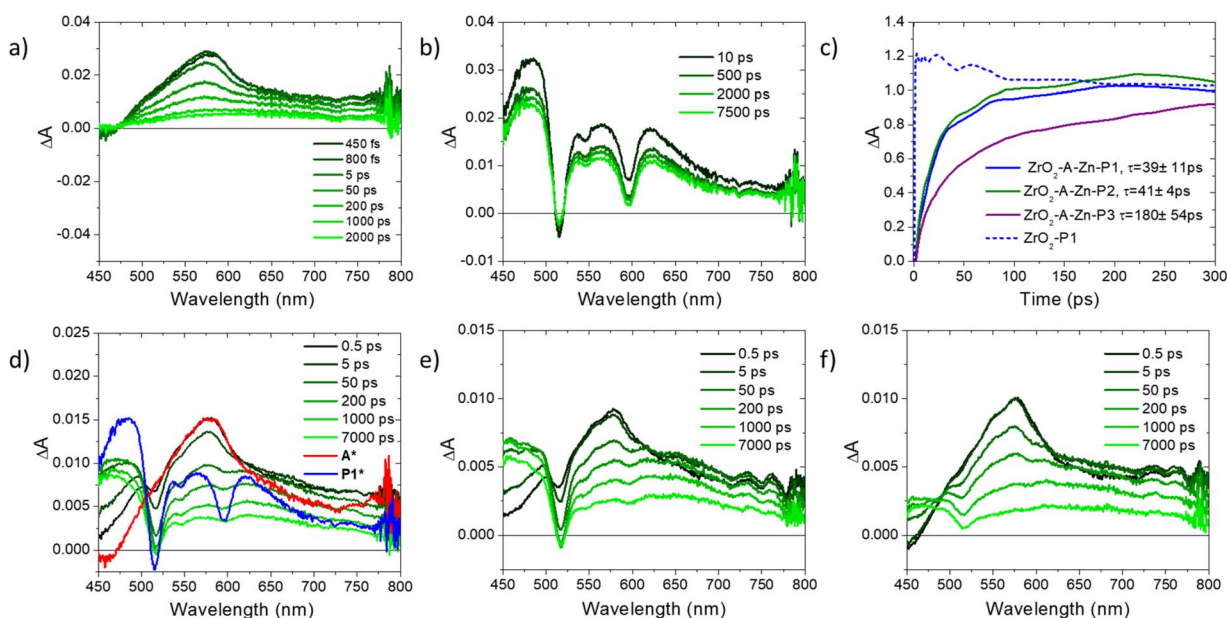 a)
0.04
0.02
0.00
-0.02
-0.04
ΔA
450 fs
800 fs
5 ps
50 ps
200 ps
1000 ps
2000 ps
450 500 550 600 650 700 750 800
Wavelength (nm)
b)
0.04
0.03
0.02
0.01
0.00
-0.01
ΔA
10 ps
500 ps
2000 ps
7500 ps
450 500 550 600 650 700 750 800
Wavelength (nm)
c)
1.4
1.2
1.0
0.8
0.6
0.4
0.2
0.0
ΔA
ZrO₂-A-Zn-P1, τ=39± 11ps
ZrO₂-A-Zn-P2, τ=41± 4ps
ZrO₂-A-Zn-P3 τ=180± 54ps
ZrO₂-P1
0 50 100 150 200 250 300
Time (ps)
d)
0.025
0.020
0.015
0.010
0.005
0.000
ΔA
0.5 ps
5 ps
50 ps
200 ps
1000 ps
7000 ps
A*
P1*
450 500 550 600 650 700 750 800
Wavelength (nm)
e)
0.015
0.010
0.005
0.000
ΔA
0.5 ps
5 ps
50 ps
200 ps
1000 ps
7000 ps
450 500 550 600 650 700 750 800
Wavelength (nm)
f)
0.015
0.010
0.005
0.000
ΔA
0.5 ps
5 ps
50 ps
200 ps
1000 ps
7000 ps
450 500 550 600 650 700 750 800
Wavelength (nm)